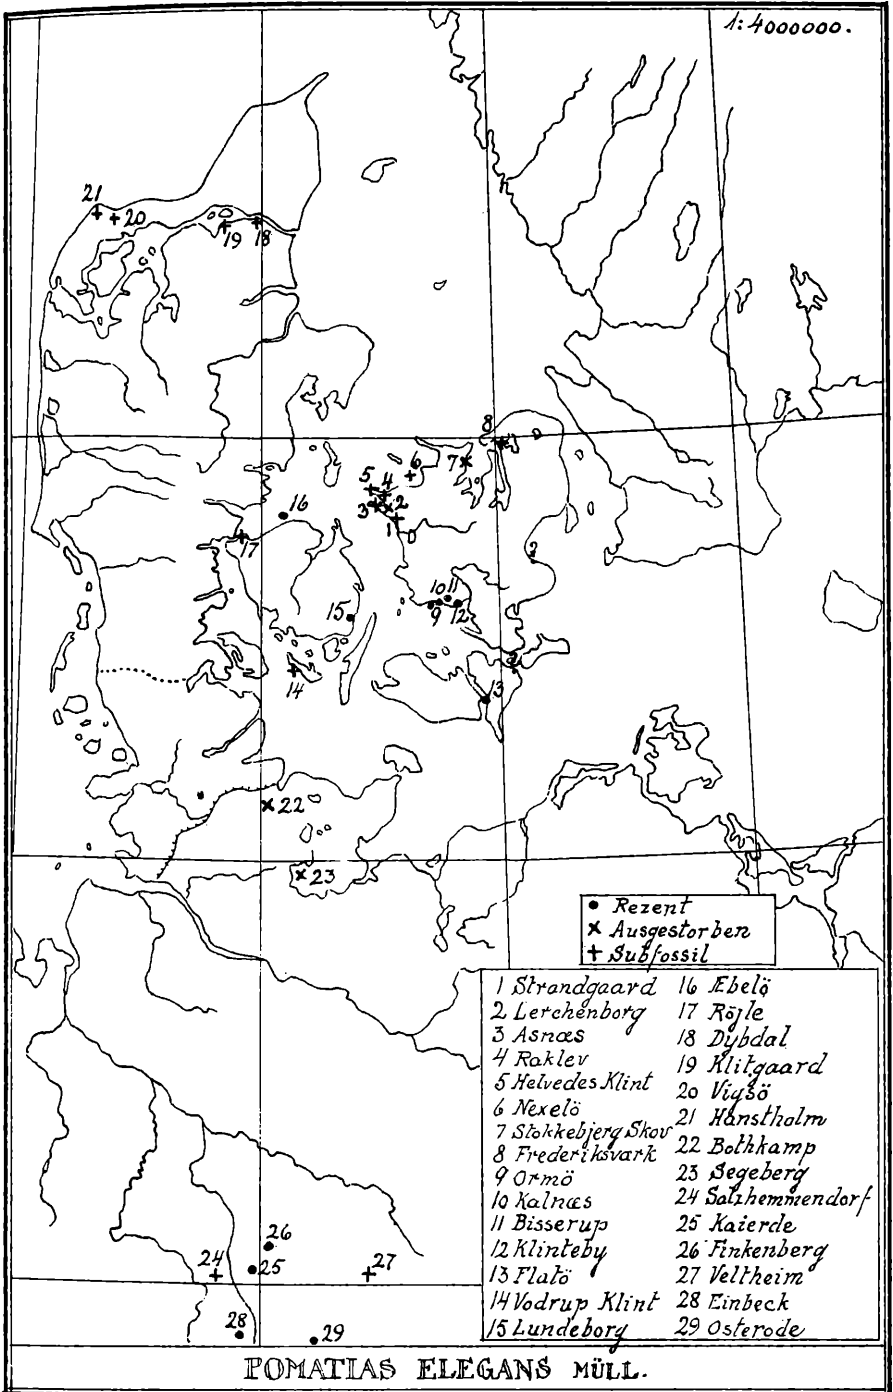 1:4000000.
21
20
19
18
8
7
6
5
4
3
2
1
16
17
10 11
9 12
15
14
13
22
23
• Rezent
× Ausgestorben
+ Subfossil
1 Strandgaard
2 Lerchenborg
3 Asnæs
4 Raklev
5 Helvedes Klint
6 Nexelö
7 Stokkebjerg Skov
8 Frederiksværk
9 Ormö
10 Kalnæs
11 Bisserup
12 Klinteby
13 Flatö
14 Vodrup Klint
15 Lundeborg
16 Æbelö
17 Röjle
18 Dybdal
19 Klitgaard
20 Vigsö
21 Hanstholm
22 Bothkamp
23 Segeberg
24 Salzhemmendorf
25 Kaierde
26 Finkenberg
27 Veltheim
28 Einbeck
29 Osterode
26
24 25 27
28 29
POMATIAS ELEGANS MÜLL.